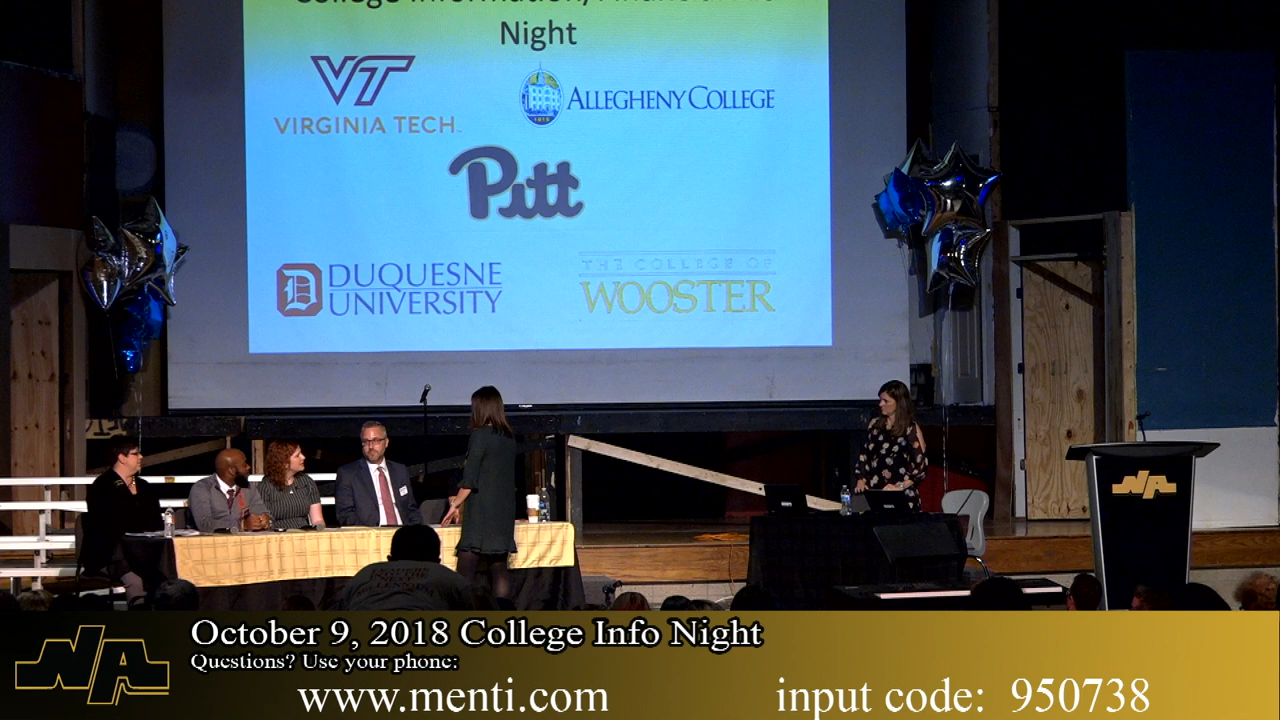 Night
VT
VIRGINIA TECH
ALLEGHENY COLLEGE
1815
Pitt
D DUQUESNE
UNIVERSITY
THE COLLEGE OF
WOOSTER
NA
NA
October 9, 2018 College Info Night
Questions? Use your phone:
www.menti.com
input code: 950738